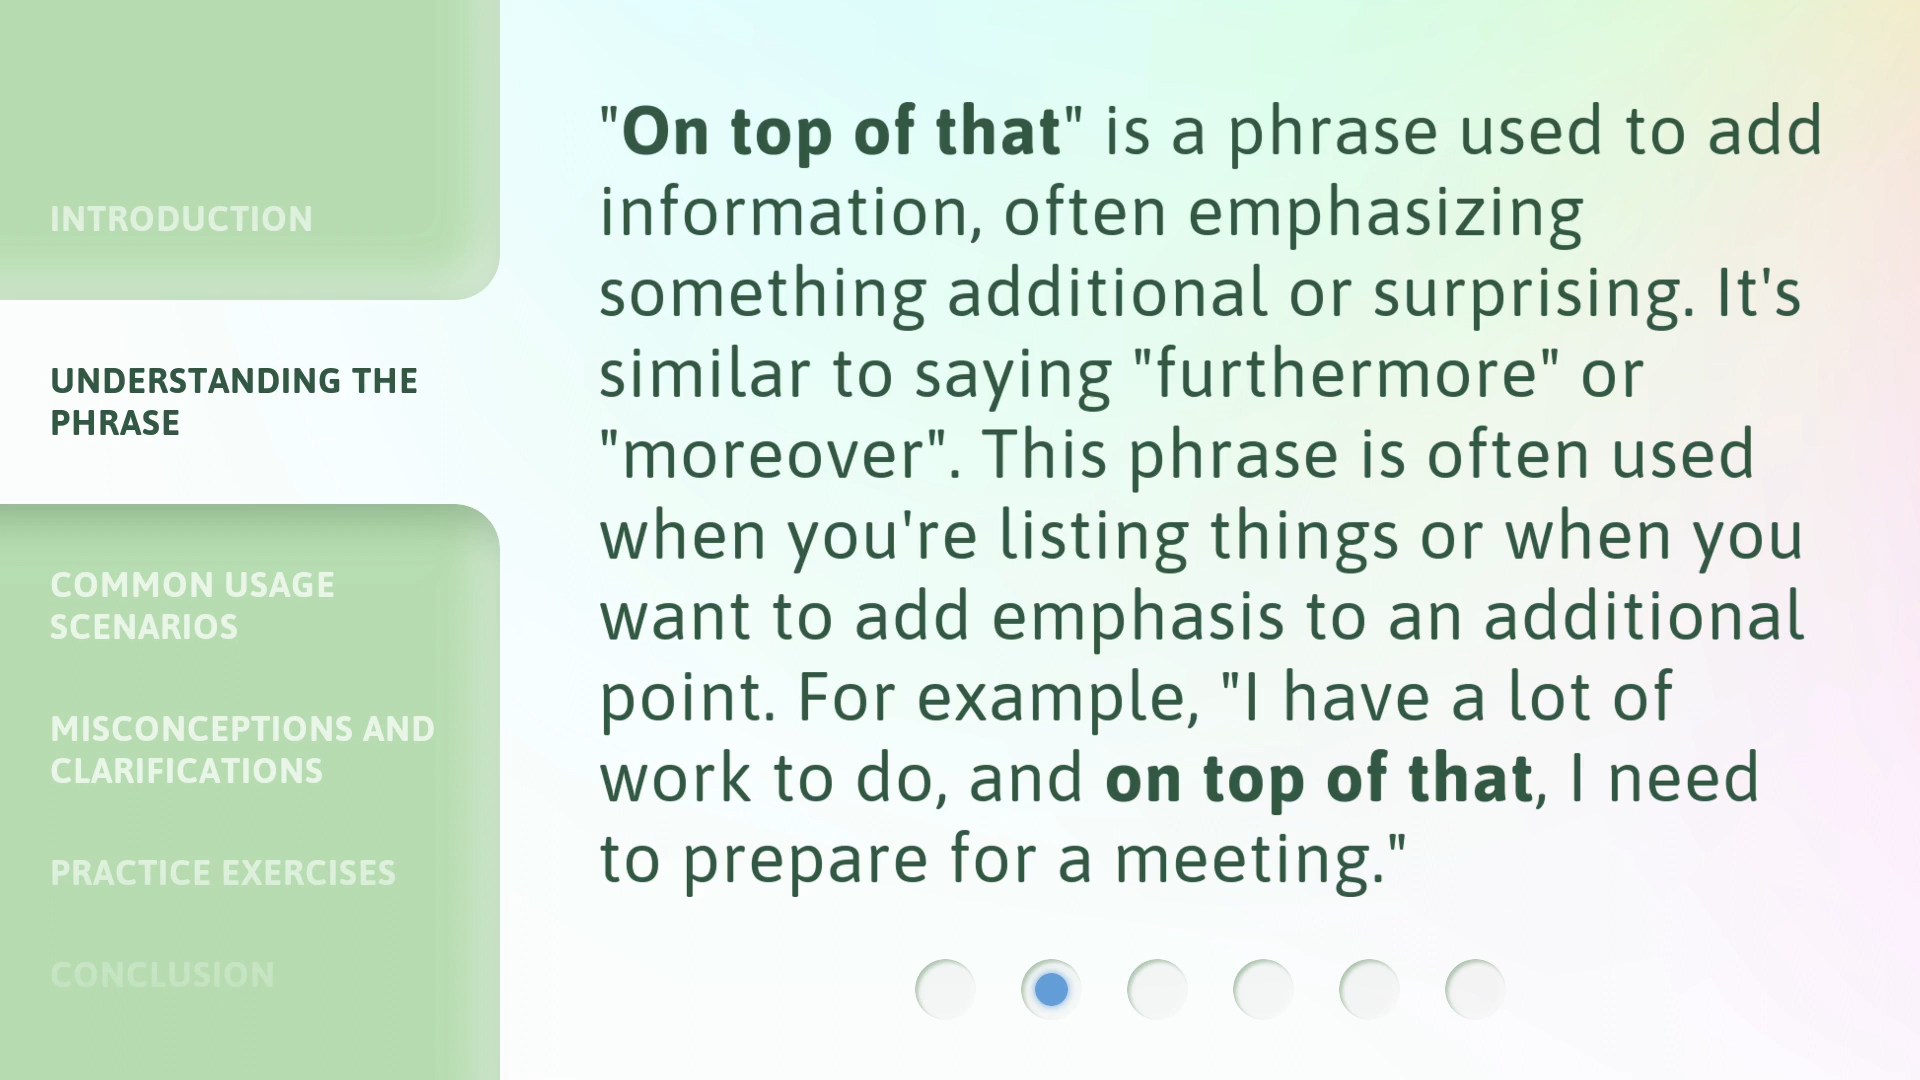 INTRODUCTION
UNDERSTANDING THE
PHRASE
COMMON USAGE
SCENARIOS
MISCONCEPTIONS AND
CLARIFICATIONS
PRACTICE EXERCISES
CONCLUSION
"On top of that" is a phrase used to add
information, often emphasizing
something additional or surprising. It's
similar to saying "furthermore" or
"moreover". This phrase is often used
when you're listing things or when you
want to add emphasis to an additional
point. For example, "I have a lot of
work to do, and on top of that, I need
to prepare for a meeting."